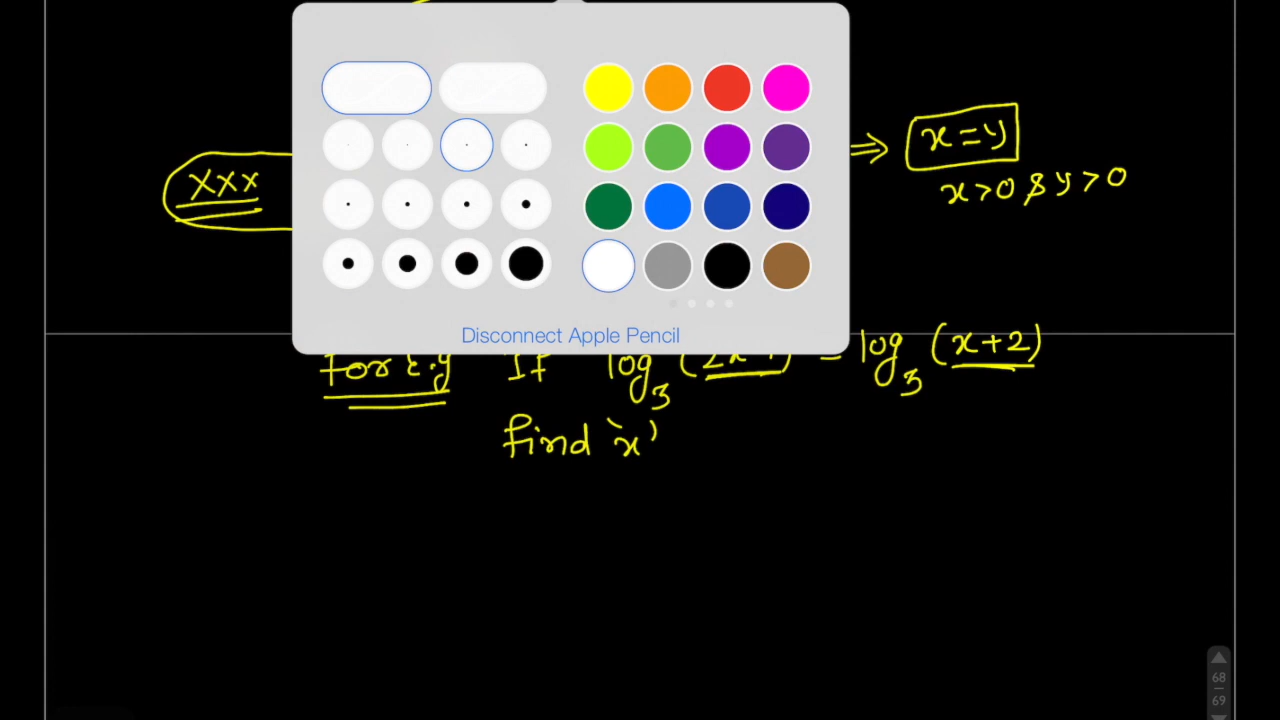 ⇒ x = y
xxx
x > 0 & y > 0
Disconnect Apple Pencil
For e.g If log₃ ( = log₃ (x+2)
find 'x'
68
69